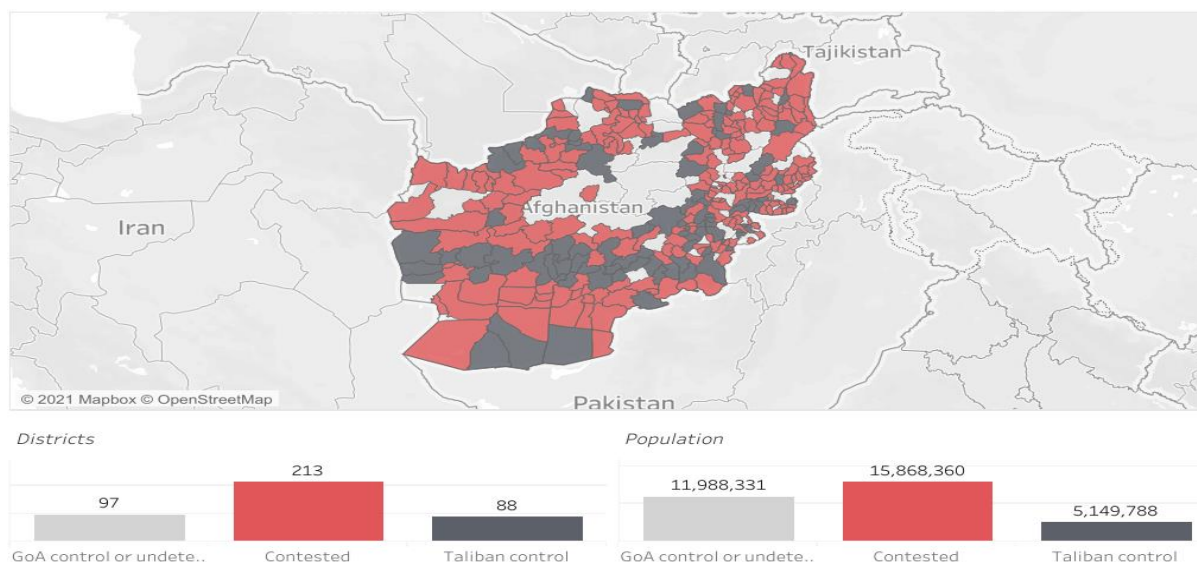 Tajikistan
Afghanistan
Iran
Pakistan
© 2021 Mapbox © OpenStreetMap
Districts
97
213
88
GoA control or undete..
Contested
Taliban control
Population
11,988,331
15,868,360
5,149,788
GoA control or undete..
Contested
Taliban control